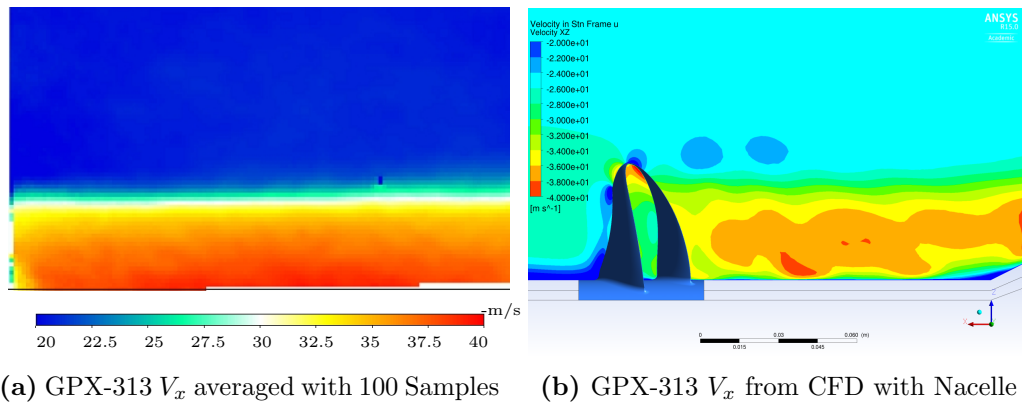 Velocity in Stn Frame u
Velocity XZ
-2.000e+01
-2.200e+01
-2.400e+01
-2.600e+01
-2.800e+01
-3.000e+01
-3.200e+01
-3.400e+01
-3.600e+01
-3.800e+01
-4.000e+01
[m s^-1]
ANSYS
R15.0
Academic
-m/s
20 22.5 25 27.5 30 32.5 35 37.5 40
0 0.03 0.060 (m)
0.015 0.045
X Z
(a) GPX-313 Vx averaged with 100 Samples
(b) GPX-313 Vx from CFD with Nacelle